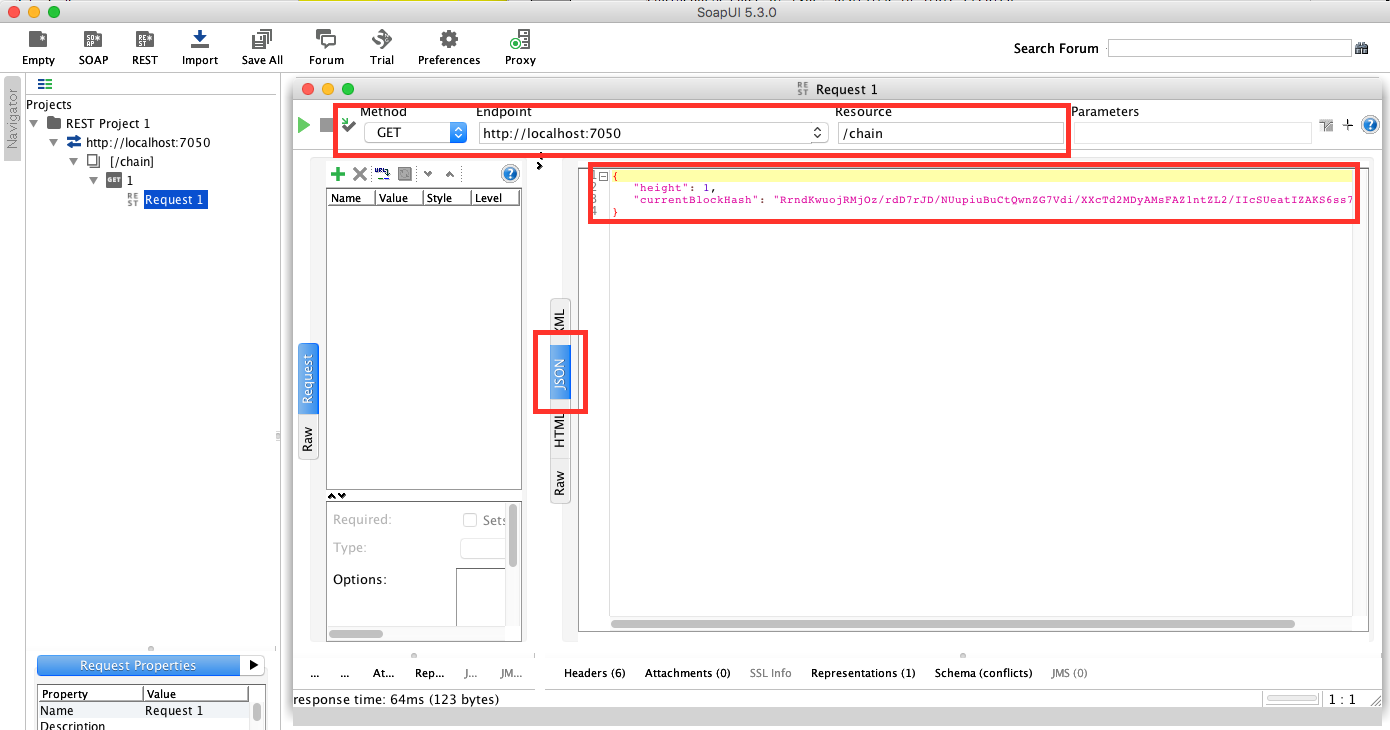 SoapUI 5.3.0
Empty SOAP REST Import Save All Forum Trial Preferences Proxy
Search Forum
Navigator
Projects
REST Project 1
http://localhost:7050
[/chain]
GET 1
REST Request 1
Request Properties
Property Value
Name Request 1
Description
REST Request 1
Method Endpoint Resource Parameters
GET http://localhost:7050 /chain
Name Value Style Level
Request
Raw
Required:
Type:
Options:
... ... At... Rep... J... JM...
XML
JSON
HTML
Raw
1 {
2 "height": 1,
3 "currentBlockHash": "RrndKwuojRMjOz/rdD7rJD/NUupiuBuCtQwnZG7Vdi/XXcTd2MDyAMsFAZ1ntZL2/IIcSUeatIZAKS6ss7
4 }
Headers (6) Attachments (0) SSL Info Representations (1) Schema (conflicts) JMS (0)
response time: 64ms (123 bytes)
1 : 1